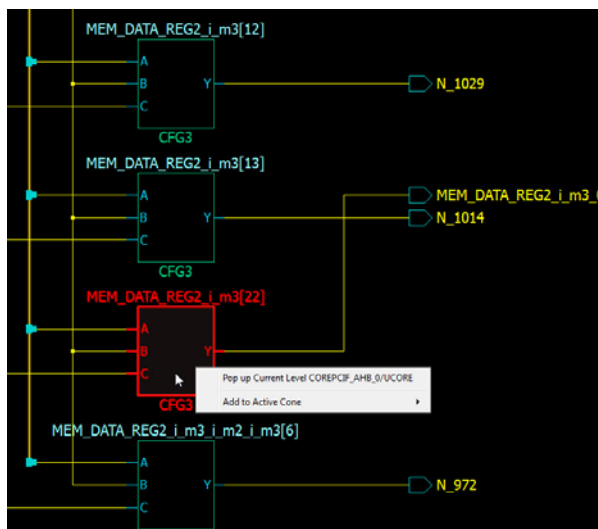 MEM_DATA_REG2_i_m3[12]
A
B
C
Y
N_1029
CFG3
MEM_DATA_REG2_i_m3[13]
A
B
C
Y
MEM_DATA_REG2_i_m3_
N_1014
CFG3
MEM_DATA_REG2_i_m3[22]
A
B
C
Y
CFG3
Pop up Current Level COREPCIF_AHB_0/UCORE
Add to Active Cone
MEM_DATA_REG2_i_m3_i_m2_i_m3[6]
A
B
C
Y
N_972